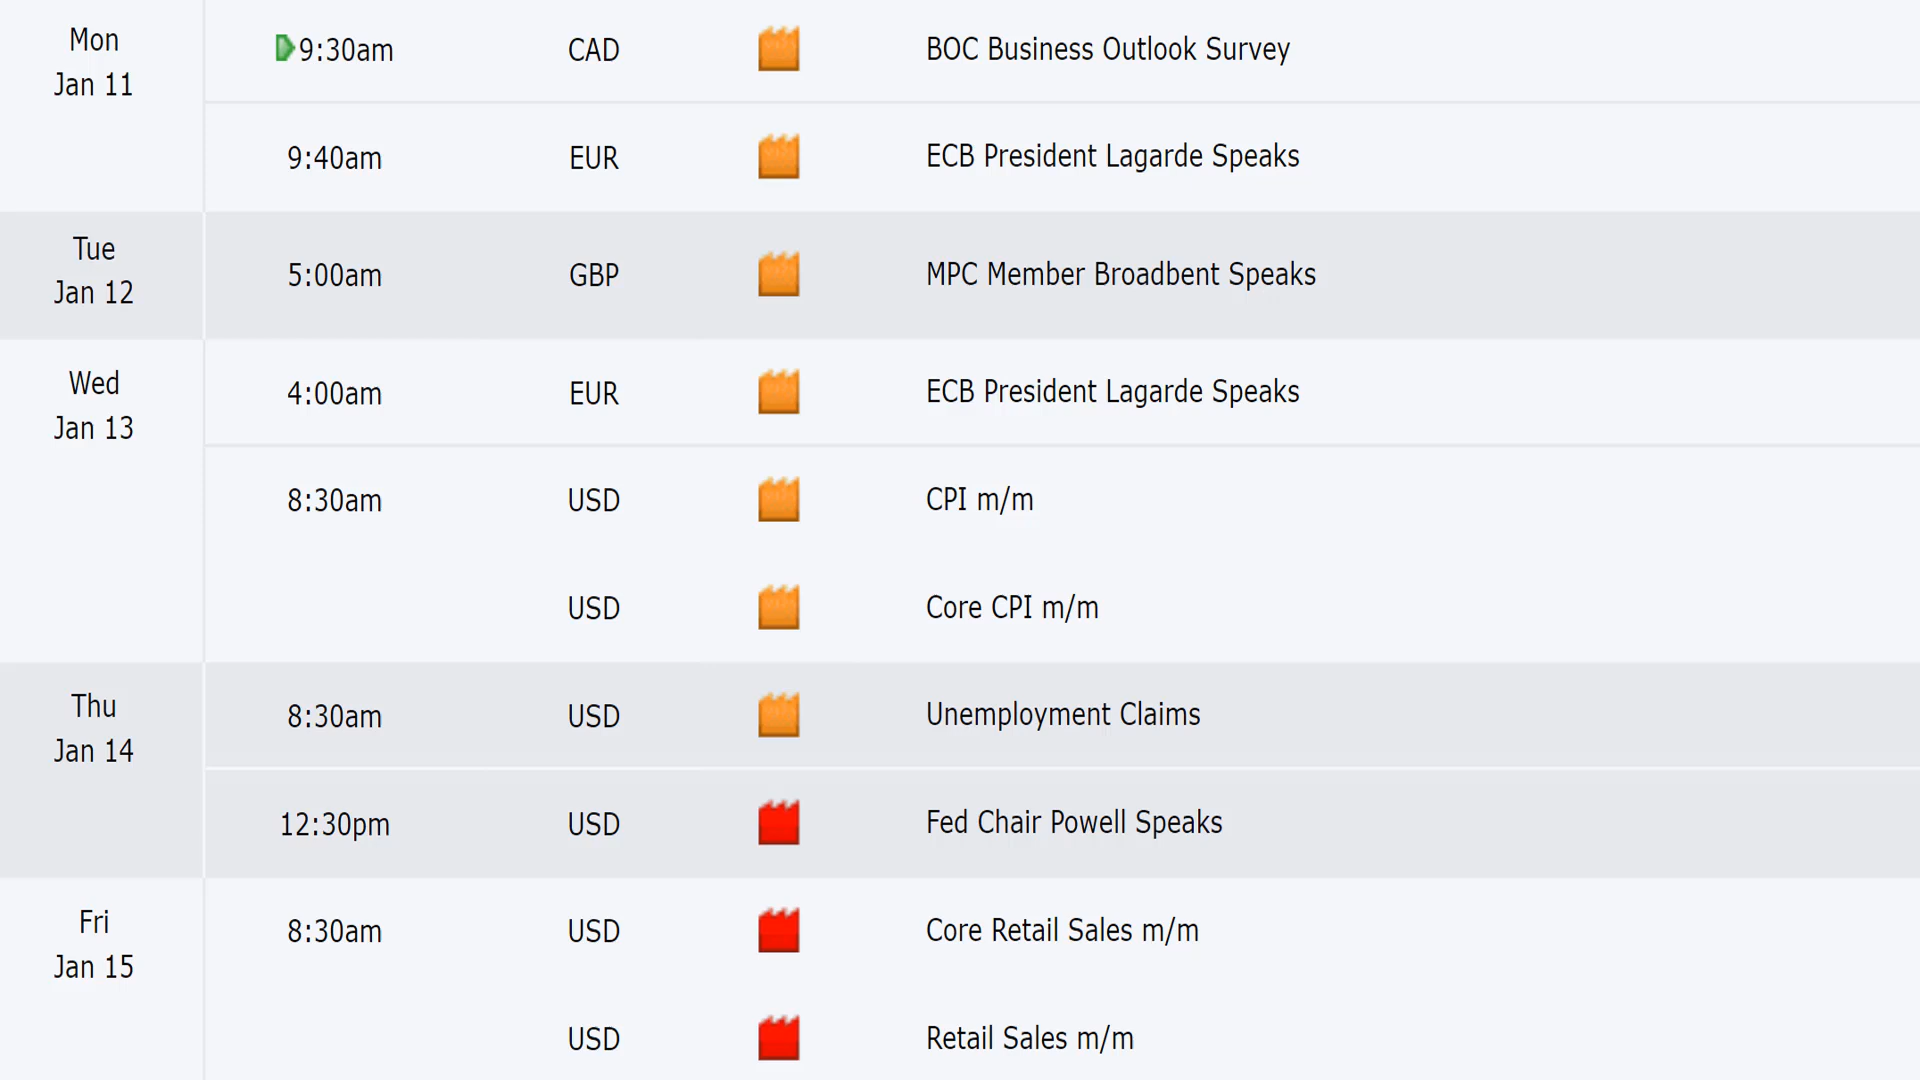 Mon
Jan 11
9:30am CAD BOC Business Outlook Survey
9:40am EUR ECB President Lagarde Speaks
Tue
Jan 12
5:00am GBP MPC Member Broadbent Speaks
Wed
Jan 13
4:00am EUR ECB President Lagarde Speaks
8:30am USD CPI m/m
USD Core CPI m/m
Thu
Jan 14
8:30am USD Unemployment Claims
12:30pm USD Fed Chair Powell Speaks
Fri
Jan 15
8:30am USD Core Retail Sales m/m
USD Retail Sales m/m